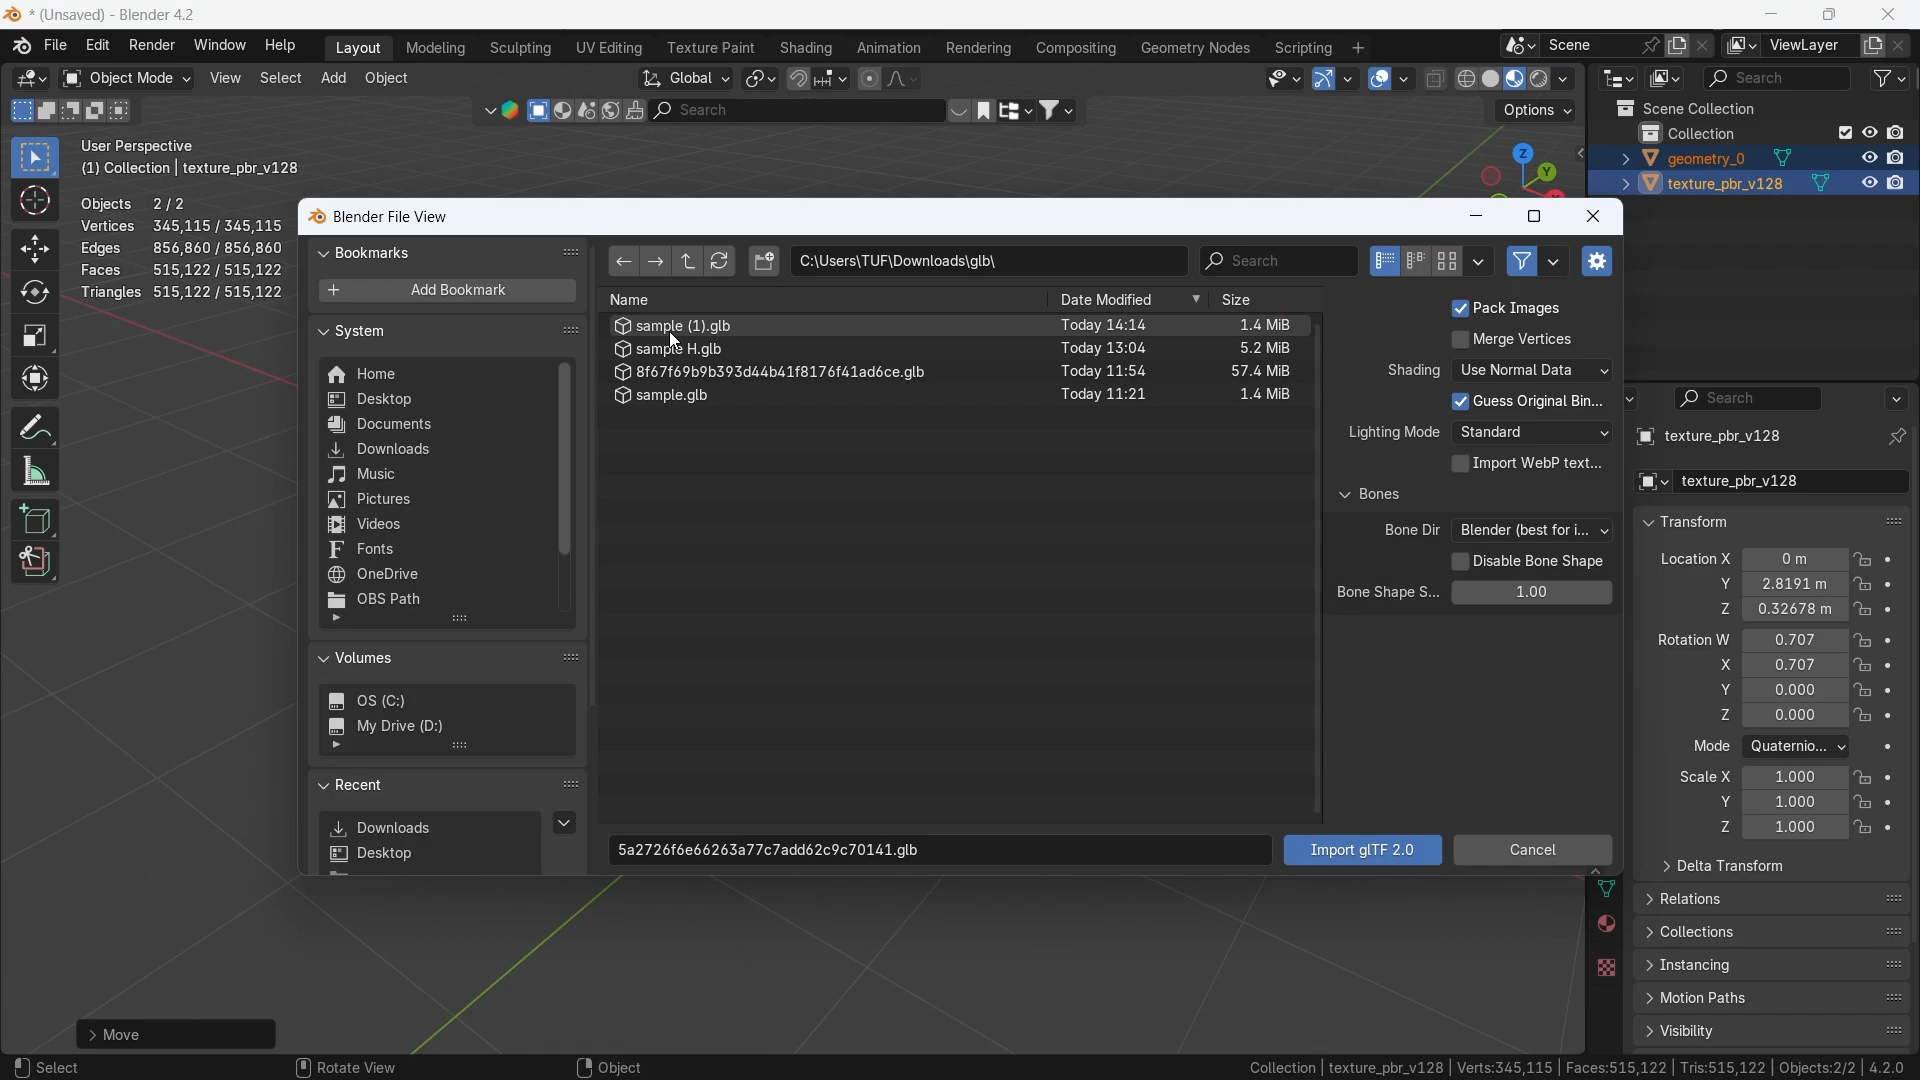 * (Unsaved) - Blender 4.2
File Edit Render Window Help Layout Modeling Sculpting UV Editing Texture Paint Shading Animation Rendering Compositing Geometry Nodes Scripting + Scene ViewLayer
Object Mode View Select Add Object Global Search
Search Options
Scene Collection
Collection
geometry_0
texture_pbr_v128
User Perspective
(1) Collection | texture_pbr_v128
Objects 2 / 2
Vertices 345,115 / 345,115
Edges 856,860 / 856,860
Faces 515,122 / 515,122
Triangles 515,122 / 515,122
Z
Y
Blender File View
Bookmarks
+ Add Bookmark
System
Home
Desktop
Documents
Downloads
Music
Pictures
Videos
Fonts
OneDrive
OBS Path
Volumes
OS (C:)
My Drive (D:)
Recent
Downloads
Desktop
C:\Users\TUF\Downloads\glb\ Search
Name Date Modified Size
sample (1).glb Today 14:14 1.4 MiB
sample H.glb Today 13:04 5.2 MiB
8f67f69b9b393d44b41f8176f41ad6ce.glb Today 11:54 57.4 MiB
sample.glb Today 11:21 1.4 MiB
Pack Images
Merge Vertices
Shading Use Normal Data
Guess Original Bin...
Lighting Mode Standard
Import WebP text...
Bones
Bone Dir Blender (best for i...
Disable Bone Shape
Bone Shape S... 1.00
5a2726f6e66263a77c7add62c9c70141.glb Import glTF 2.0 Cancel
Search
texture_pbr_v128
texture_pbr_v128
Transform
Location X 0 m
Y 2.8191 m
Z 0.32678 m
Rotation W 0.707
X 0.707
Y 0.000
Z 0.000
Mode Quaternio...
Scale X 1.000
Y 1.000
Z 1.000
Delta Transform
Relations
Collections
Instancing
Motion Paths
Visibility
Move
Select Rotate View Object Collection | texture_pbr_v128 | Verts:345,115 | Faces:515,122 | Tris:515,122 | Objects:2/2 | 4.2.0